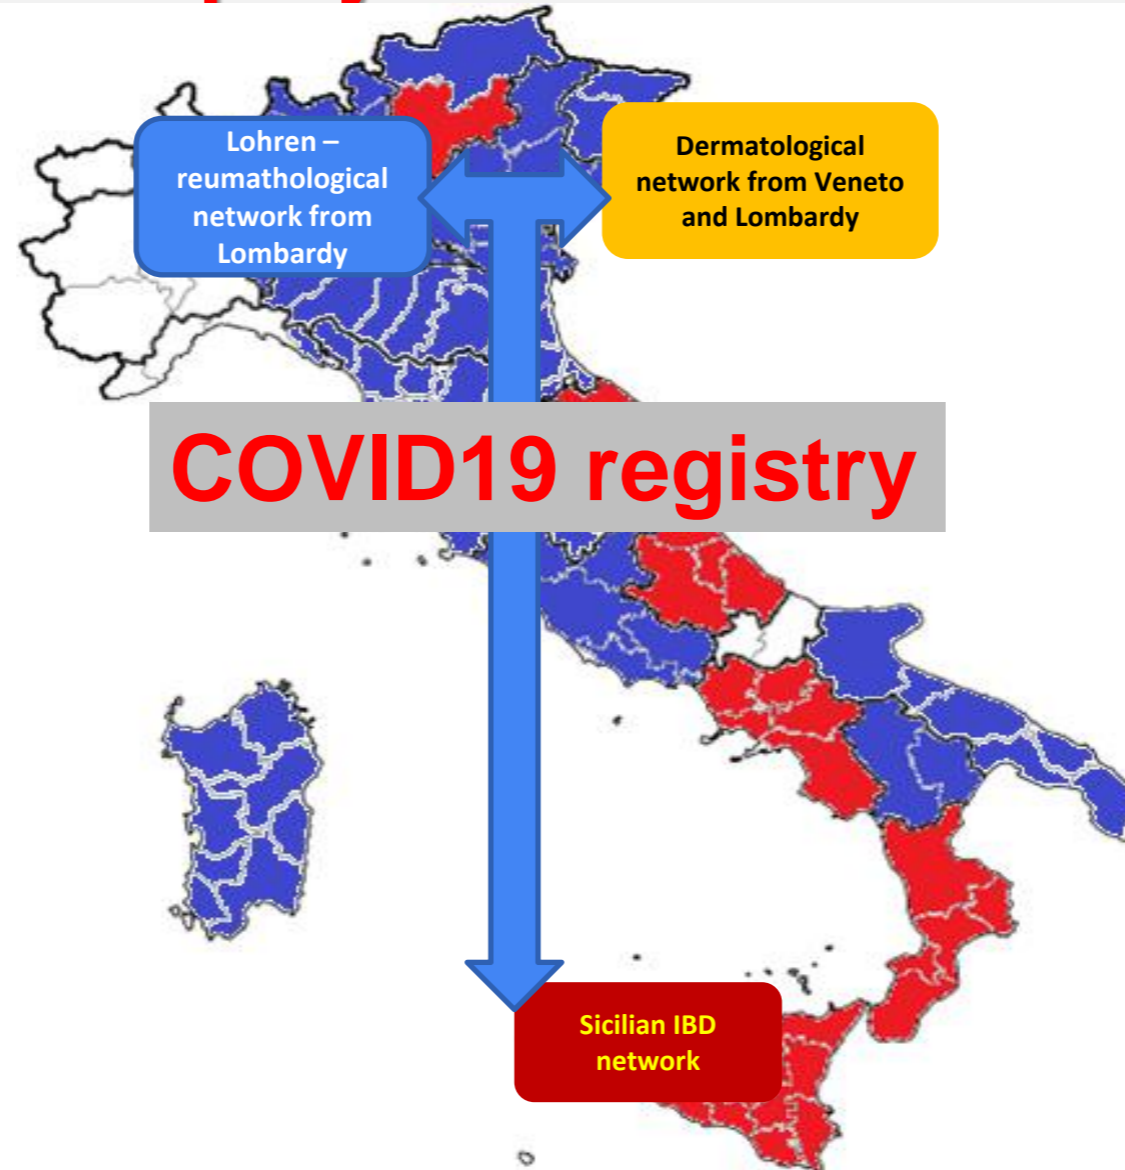 Lohren –
reumathological
network from
Lombardy
Dermatological
network from Veneto
and Lombardy
COVID19 registry
Sicilian IBD
network